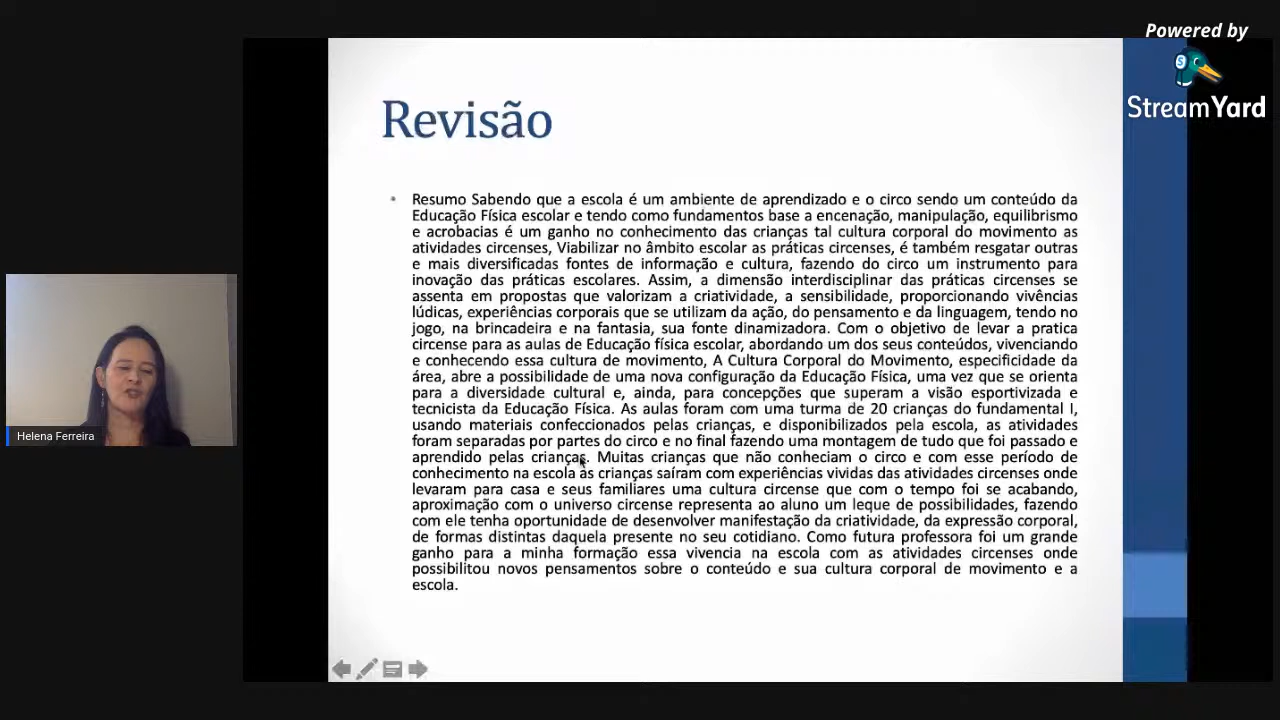 Powered by
StreamYard
Revisão
• Resumo Sabendo que a escola é um ambiente de aprendizado e o circo sendo um conteúdo da
Educação Física escolar e tendo como fundamentos base a encenação, manipulação, equilibrismo
e acrobacias é um ganho no conhecimento das crianças tal cultura corporal do movimento as
atividades circenses, Viabilizar no âmbito escolar as práticas circenses, é também resgatar outras
e mais diversificadas fontes de informação e cultura, fazendo do circo um instrumento para
inovação das práticas escolares. Assim, a dimensão interdisciplinar das práticas circenses se
assenta em propostas que valorizam a criatividade, a sensibilidade, proporcionando vivências
lúdicas, experiências corporais que se utilizam da ação, do pensamento e da linguagem, tendo no
jogo, na brincadeira e na fantasia, sua fonte dinamizadora. Com o objetivo de levar a pratica
circense para as aulas de Educação física escolar, abordando um dos seus conteúdos, vivenciando
e conhecendo essa cultura de movimento, A Cultura Corporal do Movimento, especificidade da
área, abre a possibilidade de uma nova configuração da Educação Física, uma vez que se orienta
para a diversidade cultural e, ainda, para concepções que superam a visão esportivizada e
tecnicista da Educação Física. As aulas foram com uma turma de 20 crianças do fundamental I,
usando materiais confeccionados pelas crianças, e disponibilizados pela escola, as atividades
foram separadas por partes do circo e no final fazendo uma montagem de tudo que foi passado e
aprendido pelas crianças. Muitas crianças que não conheciam o circo e com esse período de
conhecimento na escola às crianças saíram com experiências vividas das atividades circenses onde
levaram para casa e seus familiares uma cultura circense que com o tempo foi se acabando,
aproximação com o universo circense representa ao aluno um leque de possibilidades, fazendo
com ele tenha oportunidade de desenvolver manifestação da criatividade, da expressão corporal,
de formas distintas daquela presente no seu cotidiano. Como futura professora foi um grande
ganho para a minha formação essa vivencia na escola com as atividades circenses onde
possibilitou novos pensamentos sobre o conteúdo e sua cultura corporal de movimento e a
escola.
Helena Ferreira